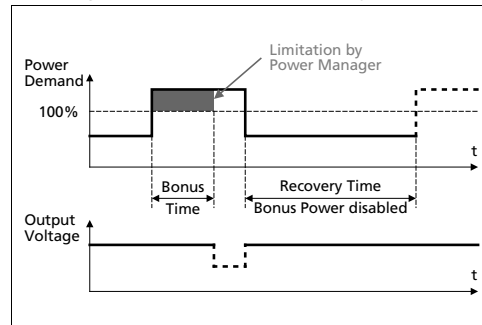 Limitation by
Power Manager
Power
Demand
100%
t
Bonus
Time
Recovery Time
Bonus Power disabled
Output
Voltage
t